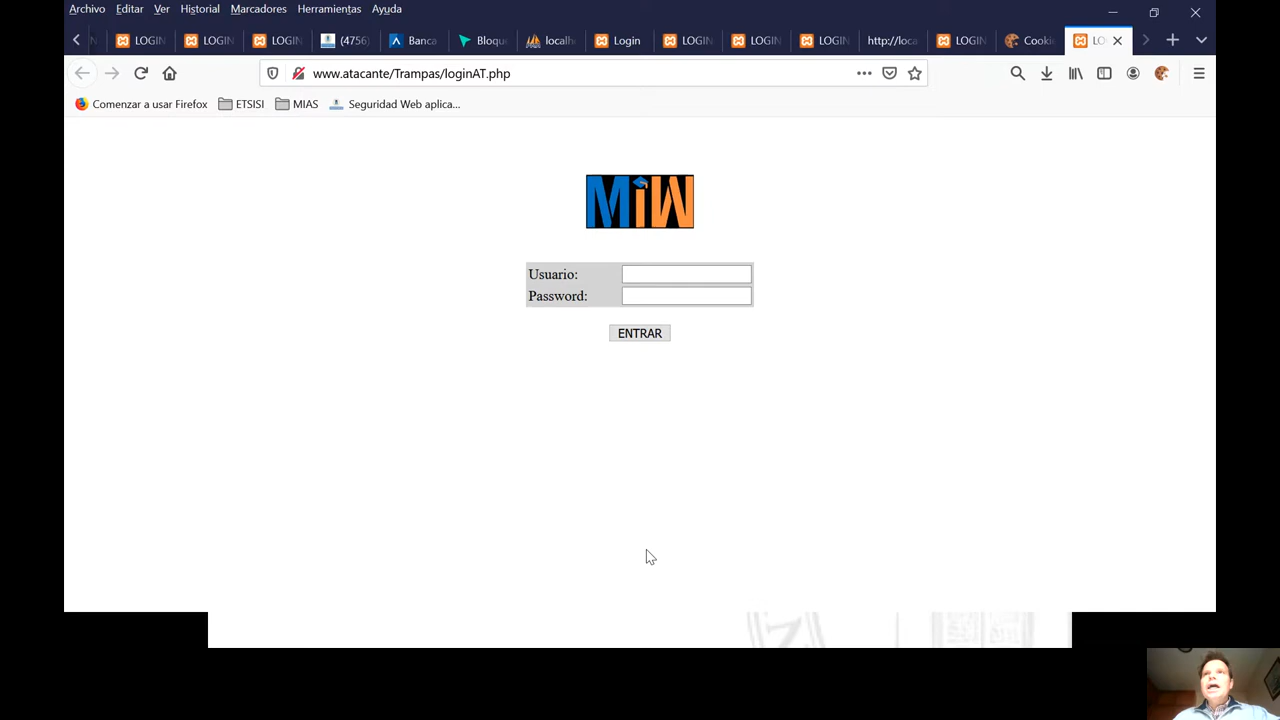 Archivo Editar Ver Historial Marcadores Herramientas Ayuda
LOGIN LOGIN LOGIN (4756 Banca Bloqu localh Login LOGIN LOGIN LOGIN http://loca LOGIN Cooki LO
www.atacante/Trampas/loginAT.php
Comenzar a usar Firefox ETSISI MIAS Seguridad Web aplica...
MiW
Usuario:
Password:
ENTRAR